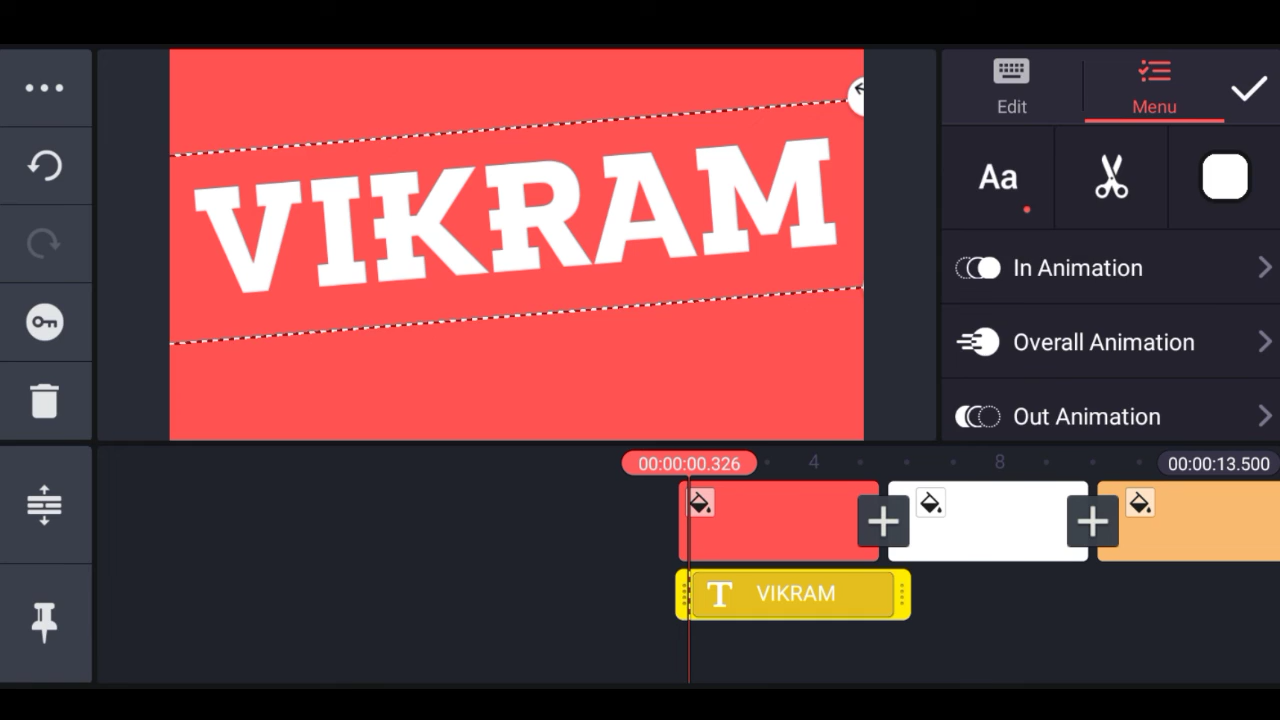 Edit
Menu
VIKRAM
Aa
In Animation
Overall Animation
Out Animation
00:00:00.326
4
8
00:00:13.500
T VIKRAM